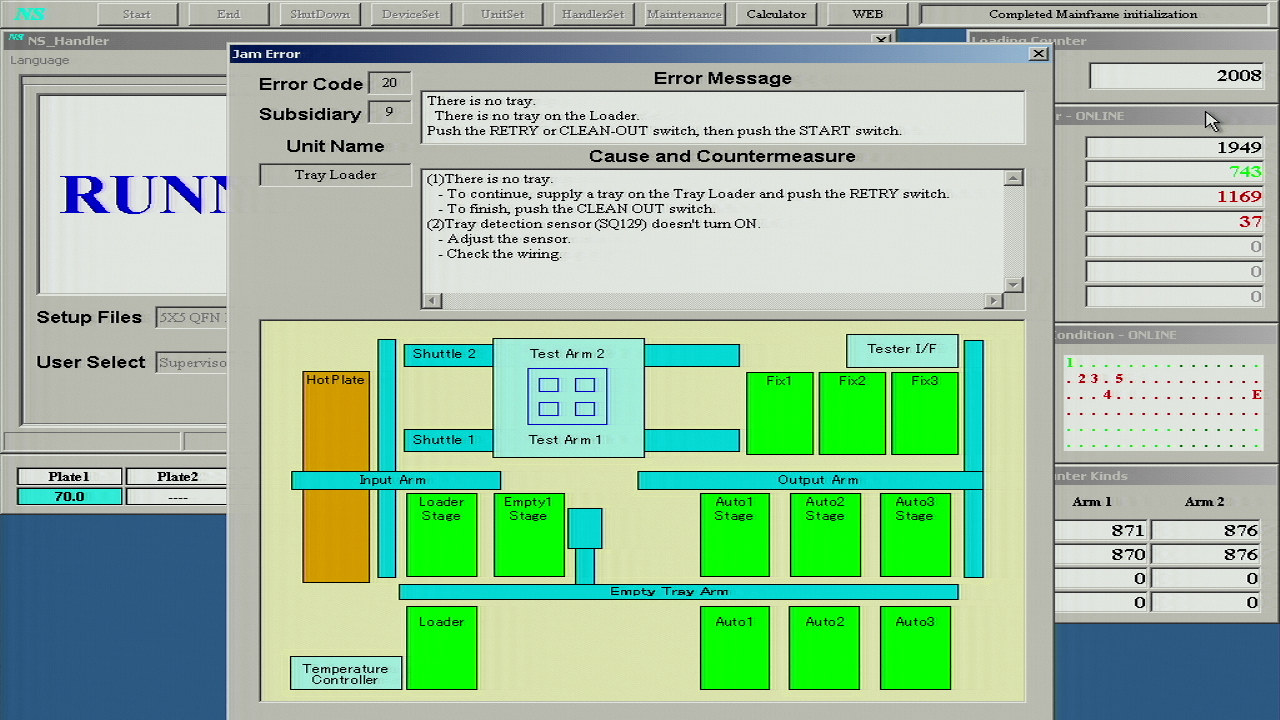 NS
Start
End
ShutDown
DeviceSet
UnitSet
HandlerSet
Maintenance
Calculator
WEB
Completed Mainframe initialization
NS NS_Handler
Language
RUNN
Setup Files
5X5 QFN
User Select
Superviso
Plate1
Plate2
70.0
----
Jam Error
Error Code
20
Subsidiary
9
Unit Name
Tray Loader
Error Message
There is no tray.
There is no tray on the Loader.
Push the RETRY or CLEAN-OUT switch, then push the START switch.
Cause and Countermeasure
(1)There is no tray.
- To continue, supply a tray on the Tray Loader and push the RETRY switch.
- To finish, push the CLEAN OUT switch.
(2)Tray detection sensor (SQ129) doesn't turn ON.
- Adjust the sensor.
- Check the wiring.
Shuttle 2
Test Arm 2
Tester I/F
HotPlate
Fix1
Fix2
Fix3
Shuttle 1
Test Arm 1
Input Arm
Output Arm
Loader Stage
Empty1 Stage
Auto1 Stage
Auto2 Stage
Auto3 Stage
Empty Tray Arm
Loader
Auto1
Auto2
Auto3
Temperature Controller
Loading Counter
2008
r - ONLINE
1949
743
1169
37
0
0
0
ondition - ONLINE
1 . . . . . . . . . . . . . . .
. 2 3 . 5 . . . . . . . . . . .
. . . 4 . . . . . . . . . . . E
unter Kinds
Arm 1
Arm 2
871
876
870
876
0
0
0
0